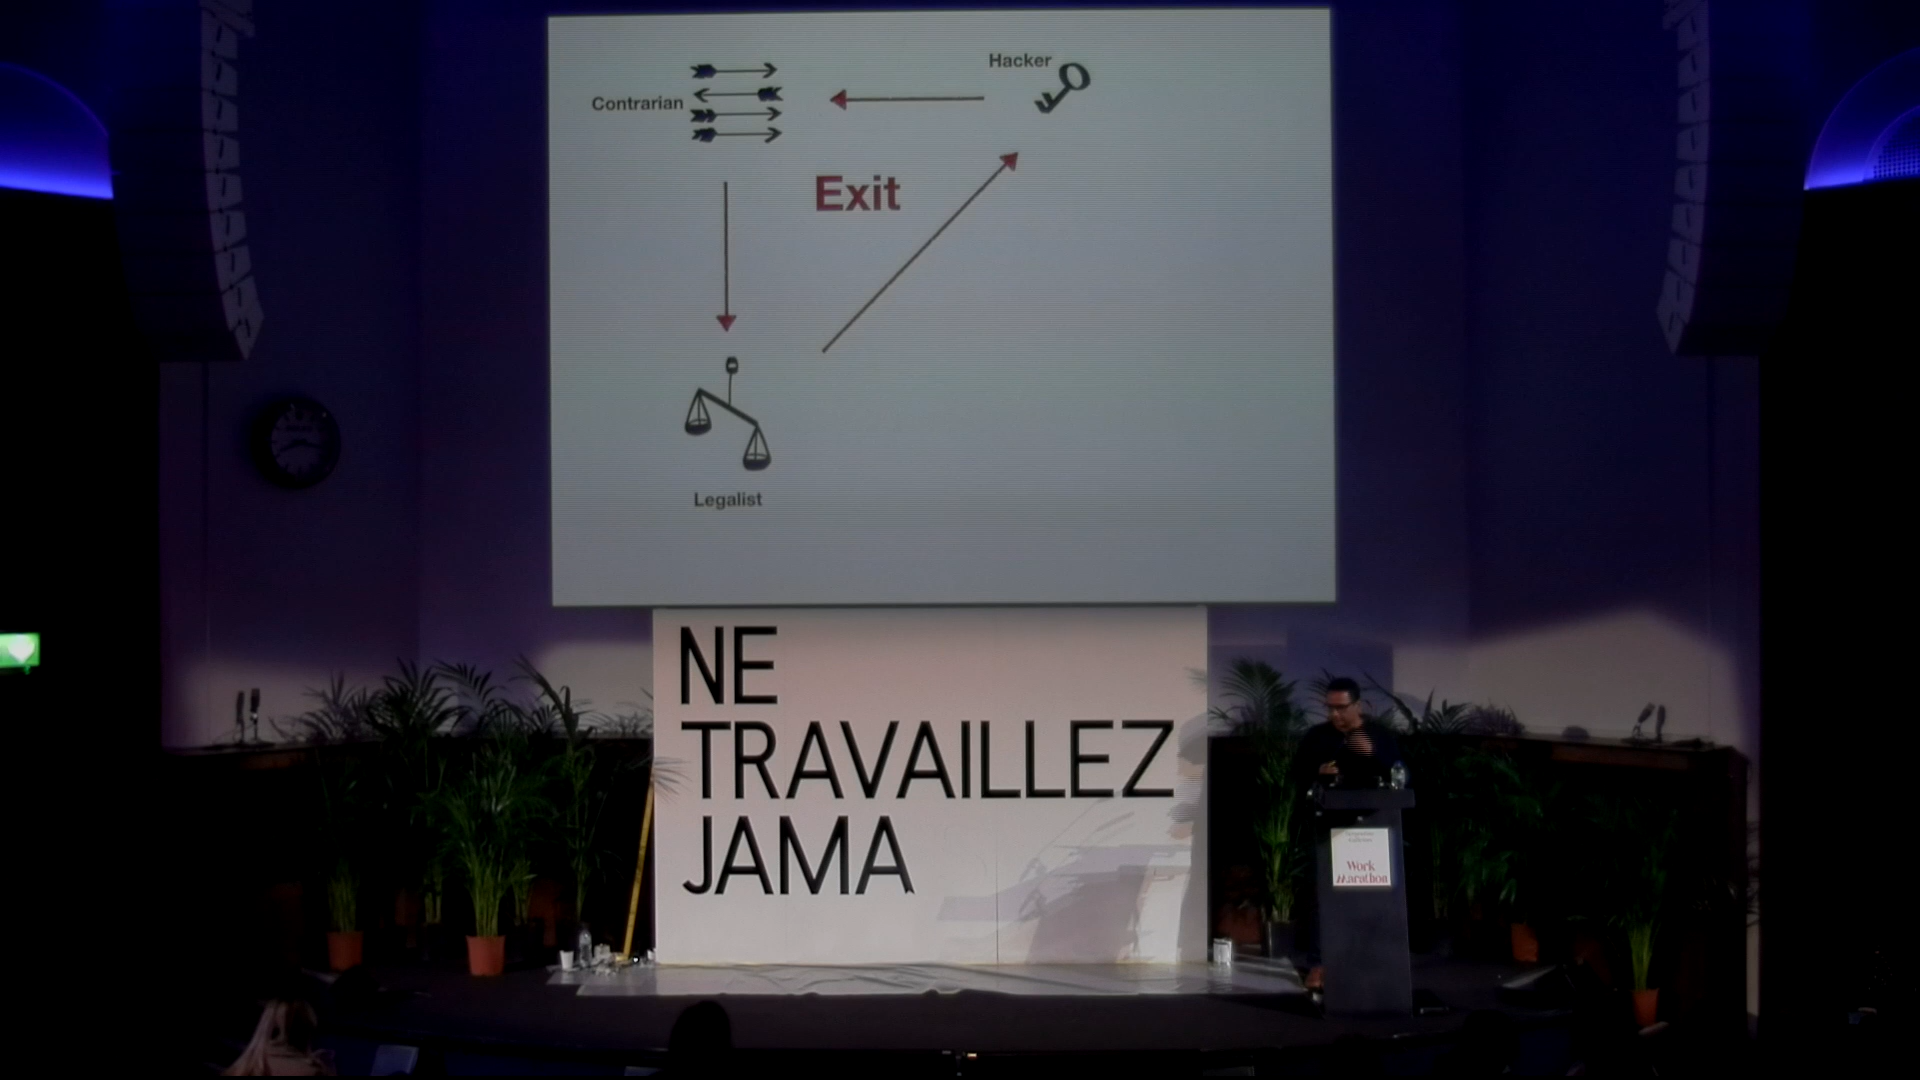 Hacker
Contrarian
Exit
Legalist
NE
TRAVAILLEZ
JAMA
Work
Marathon